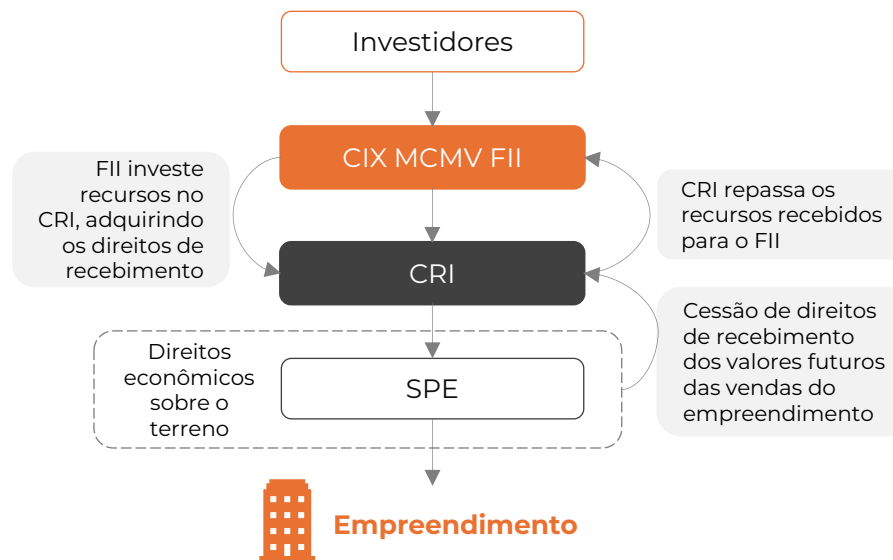 Investidores
CIX MCMV FII
FII investe
recursos no
CRI, adquirindo
os direitos de
recebimento
CRI repassa os
recursos recebidos
para o FII
CRI
Cessão de direitos
de recebimento
dos valores futuros
das vendas do
empreendimento
Direitos
econômicos
sobre o
terreno
SPE
Empreendimento